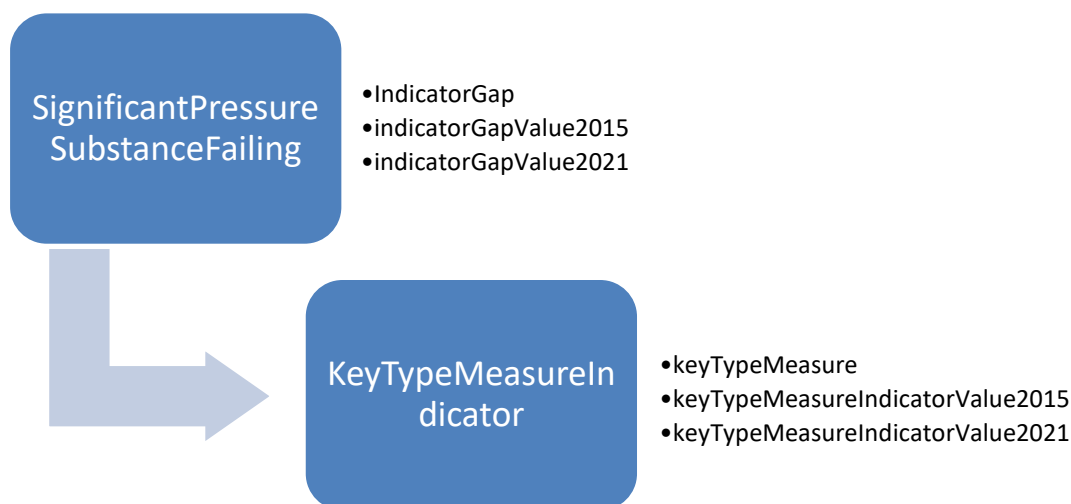 SignificantPressure
SubstanceFailing
•IndicatorGap
•indicatorGapValue2015
•indicatorGapValue2021
KeyTypeMeasureIn
dicator
•keyTypeMeasure
•keyTypeMeasureIndicatorValue2015
•keyTypeMeasureIndicatorValue2021